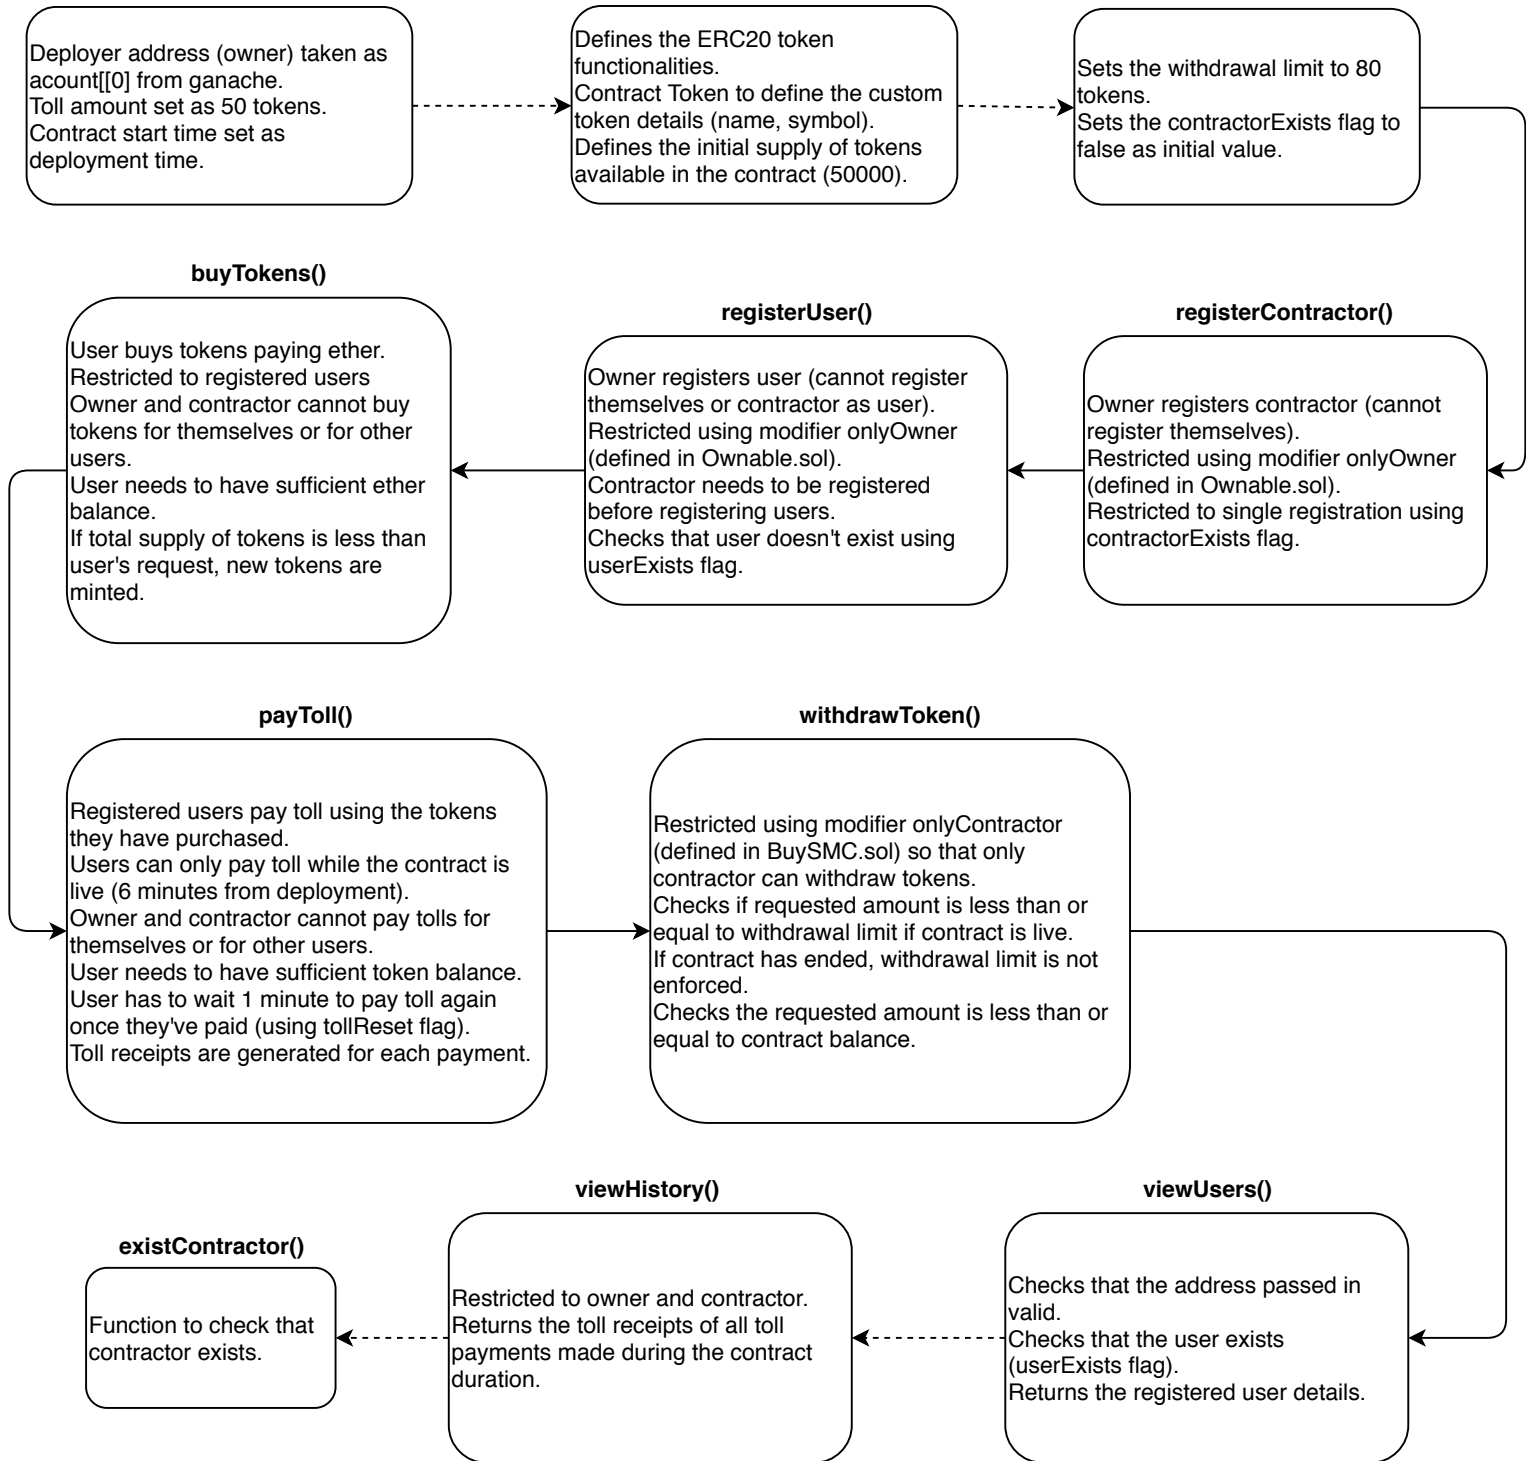 Deployer address (owner) taken as
acount[[0] from ganache.
Toll amount set as 50 tokens.
Contract start time set as
deployment time.
Defines the ERC20 token
functionalities.
Contract Token to define the custom
token details (name, symbol).
Defines the initial supply of tokens
available in the contract (50000).
Sets the withdrawal limit to 80
tokens.
Sets the contractorExists flag to
false as initial value.
registerContractor()
Owner registers contractor (cannot
register themselves).
Restricted using modifier onlyOwner
(defined in Ownable.sol).
Restricted to single registration using
contractorExists flag.
registerUser()
Owner registers user (cannot register
themselves or contractor as user).
Restricted using modifier onlyOwner
(defined in Ownable.sol).
Contractor needs to be registered
before registering users.
Checks that user doesn't exist using
userExists flag.
buyTokens()
User buys tokens paying ether.
Restricted to registered users
Owner and contractor cannot buy
tokens for themselves or for other
users.
User needs to have sufficient ether
balance.
If total supply of tokens is less than
user's request, new tokens are
minted.
payToll()
Registered users pay toll using the tokens
they have purchased.
Users can only pay toll while the contract is
live (6 minutes from deployment).
Owner and contractor cannot pay tolls for
themselves or for other users.
User needs to have sufficient token balance.
User has to wait 1 minute to pay toll again
once they've paid (using tollReset flag).
Toll receipts are generated for each payment.
withdrawToken()
Restricted using modifier onlyContractor
(defined in BuySMC.sol) so that only
contractor can withdraw tokens.
Checks if requested amount is less than or
equal to withdrawal limit if contract is live.
If contract has ended, withdrawal limit is not
enforced.
Checks the requested amount is less than or
equal to contract balance.
viewUsers()
Checks that the address passed in
valid.
Checks that the user exists
(userExists flag).
Returns the registered user details.
viewHistory()
Restricted to owner and contractor.
Returns the toll receipts of all toll
payments made during the contract
duration.
existContractor()
Function to check that
contractor exists.